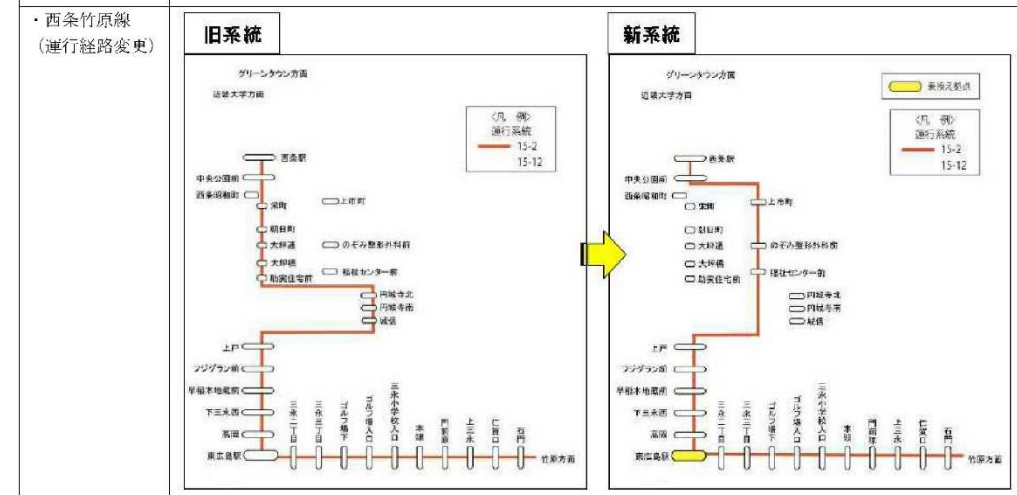 ・西条竹原線
（運行経路変更）
旧系統
グリーンタウン方面
近畿大学方面
〈凡 例〉
運行系統
15-2
15-12
西条駅
中央公園前
西条昭和町
栄町
上市町
朝日町
大坪通
のぞみ整形外科前
大坪橋
助実住宅前
福祉センター前
円城寺北
円城寺南
誠信
上戸
フジグラン前
早稲本地蔵前
下三永西
高岡
東広島駅
三永二丁目
三永三丁目
ゴルフ場下
ゴルフ場入口
三永小学校入口
本郷
門前原
上三永
仁賀口
石門
竹原方面
新系統
グリーンタウン方面
近畿大学方面
乗換え拠点
〈凡 例〉
運行系統
15-2
15-12
西条駅
中央公園前
西条昭和町
栄町
上市町
朝日町
大坪通
のぞみ整形外科前
大坪橋
助実住宅前
福祉センター前
円城寺北
円城寺南
誠信
上戸
フジグラン前
早稲本地蔵前
下三永西
高岡
東広島駅
三永二丁目
三永三丁目
ゴルフ場下
ゴルフ場入口
三永小学校入口
本郷
門前原
上三永
仁賀口
石門
竹原方面